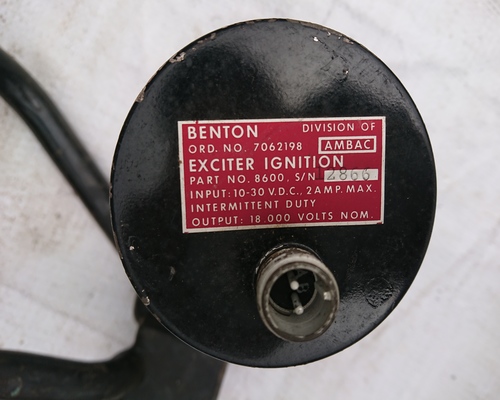 BENTON DIVISION OF
ORD. NO. 7062198 AMBAC
EXCITER IGNITION
PART NO. 8600. S/N 12866
INPUT: 10-30 V.D.C., 2 AMP. MAX.
INTERMITTENT DUTY
OUTPUT: 18,000 VOLTS NOM.